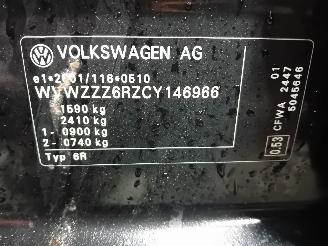 VOLKSWAGEN AG
e1*2001/116*0510
WVWZZZ6RZCY146966
1590 kg
2410 kg
1 - 0900 kg
2 - 0740 kg
Typ 6R
0.53 CFWA 01
2447
5045646